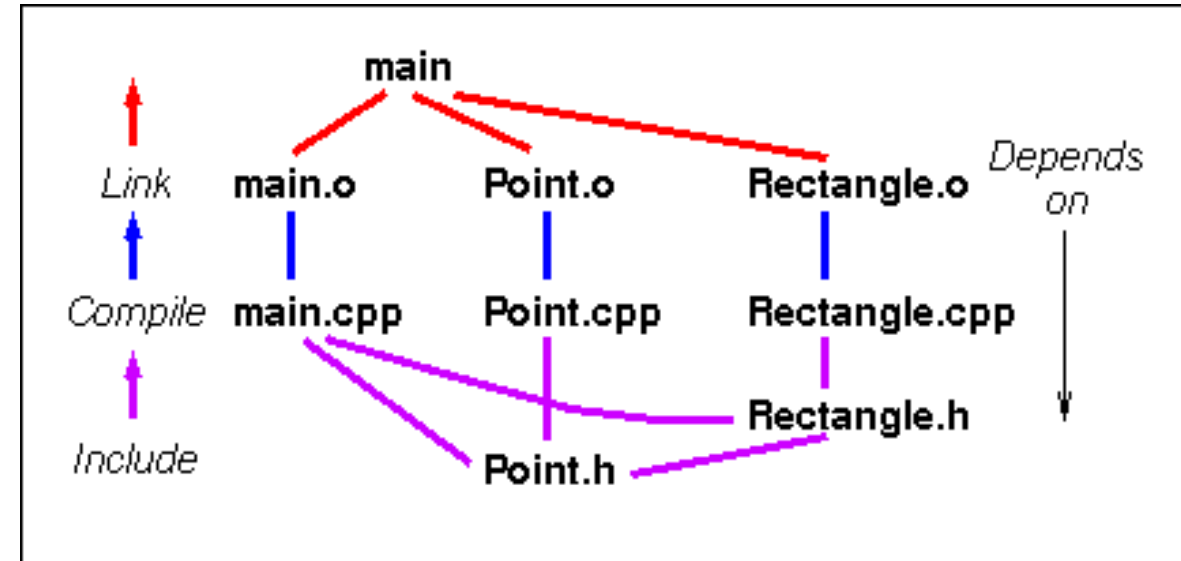 main
Link main.o Point.o Rectangle.o Depends
on
Compile main.cpp Point.cpp Rectangle.cpp
Rectangle.h
Include Point.h